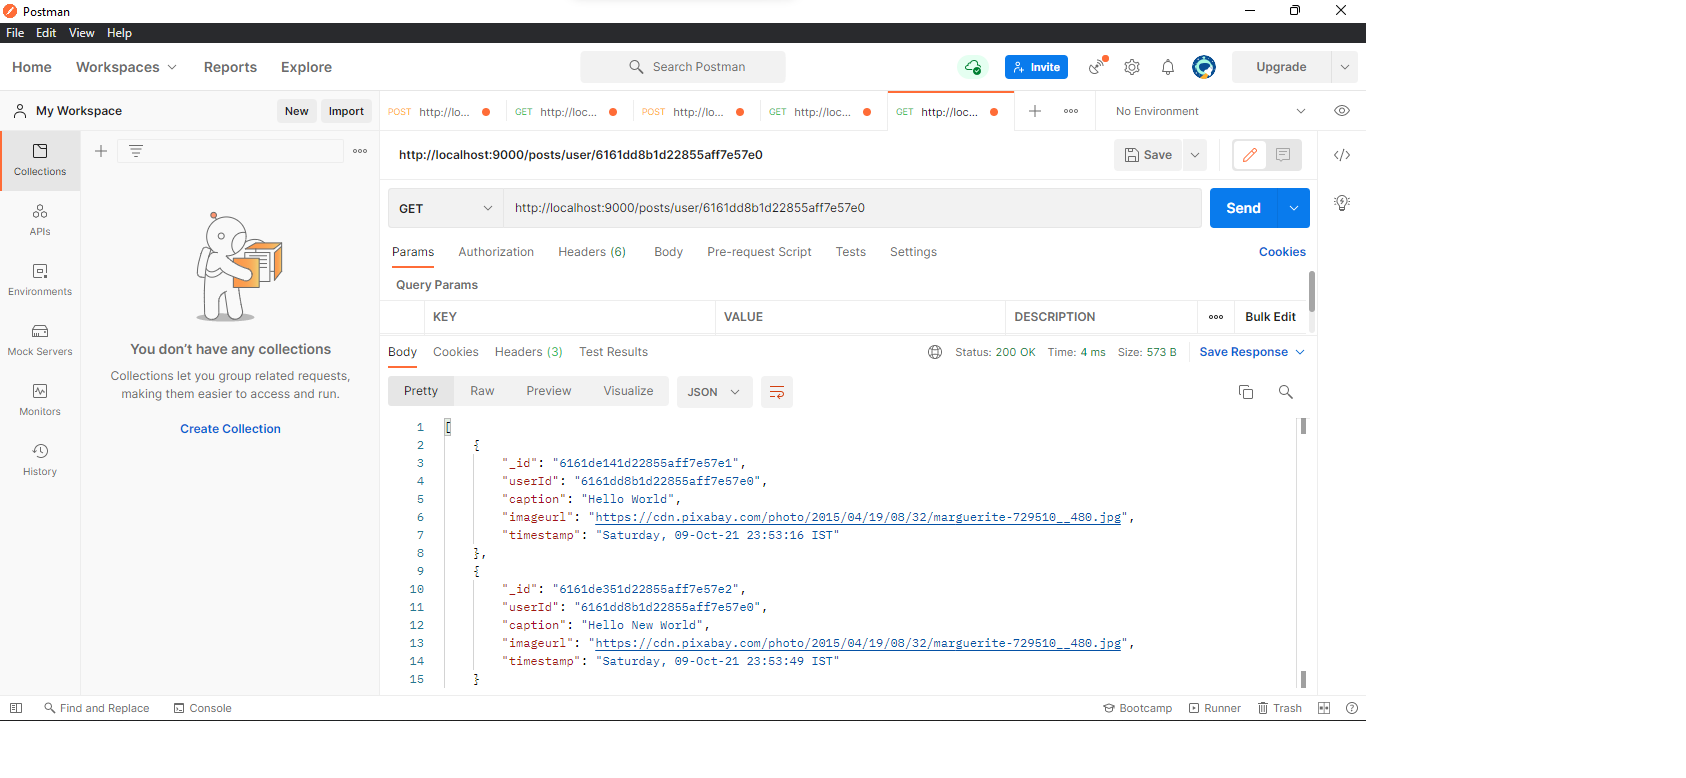 Postman
File Edit View Help
Home Workspaces Reports Explore Search Postman Invite Upgrade
My Workspace New Import POST http://lo... GET http://loc... POST http://lo... GET http://loc... GET http://loc... No Environment
http://localhost:9000/posts/user/6161dd8b1d22855aff7e57e0 Save
Collections
APIs
Environments
Mock Servers
Monitors
History
You don't have any collections
Collections let you group related requests,
making them easier to access and run.
Create Collection
GET http://localhost:9000/posts/user/6161dd8b1d22855aff7e57e0 Send
Params Authorization Headers (6) Body Pre-request Script Tests Settings Cookies
Query Params
KEY VALUE DESCRIPTION Bulk Edit
Body Cookies Headers (3) Test Results Status: 200 OK Time: 4 ms Size: 573 B Save Response
Pretty Raw Preview Visualize JSON
1 [
2 {
3 "_id": "6161de141d22855aff7e57e1",
4 "userId": "6161dd8b1d22855aff7e57e0",
5 "caption": "Hello World",
6 "imageurl": "https://cdn.pixabay.com/photo/2015/04/19/08/32/marguerite-729510__480.jpg",
7 "timestamp": "Saturday, 09-Oct-21 23:53:16 IST"
8 },
9 {
10 "_id": "6161de351d22855aff7e57e2",
11 "userId": "6161dd8b1d22855aff7e57e0",
12 "caption": "Hello New World",
13 "imageurl": "https://cdn.pixabay.com/photo/2015/04/19/08/32/marguerite-729510__480.jpg",
14 "timestamp": "Saturday, 09-Oct-21 23:53:49 IST"
15 }
Find and Replace Console Bootcamp Runner Trash